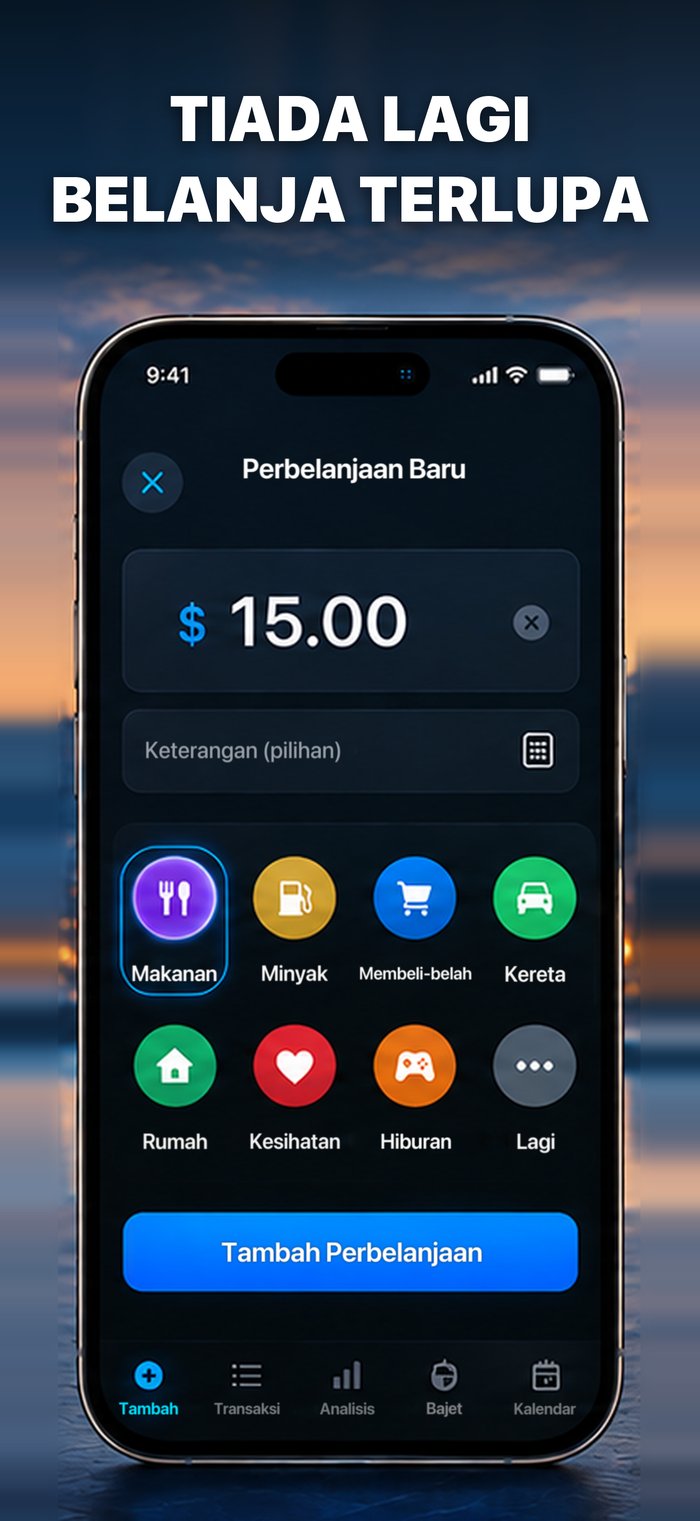 TIADA LAGI
BELANJA TERLUPA
9:41
Perbelanjaan Baru
$ 15.00
Keterangan (pilihan)
Makanan Minyak Membeli-belah Kereta
Rumah Kesihatan Hiburan Lagi
Tambah Perbelanjaan
Tambah Transaksi Analisis Bajet Kalendar